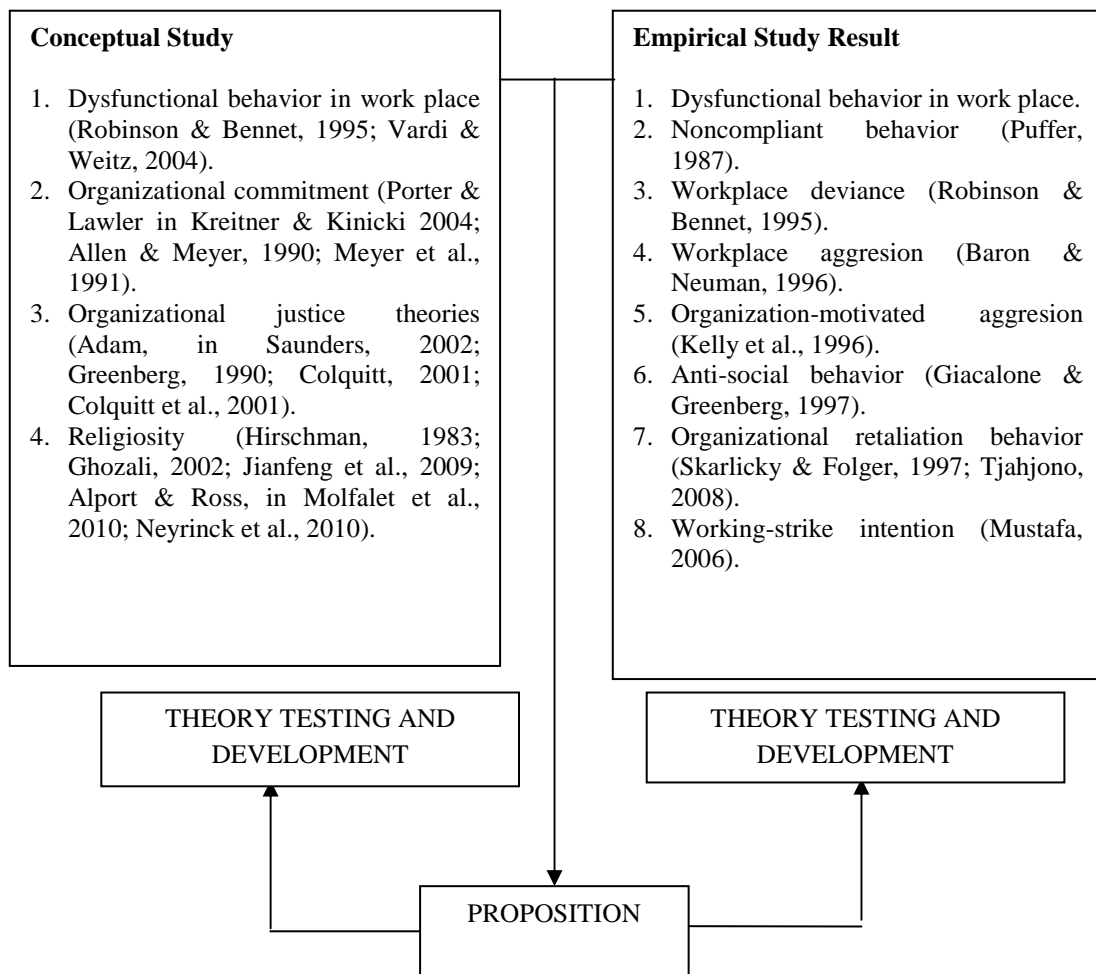 Conceptual Study
1. Dysfunctional behavior in work place
(Robinson & Bennet, 1995; Vardi &
Weitz, 2004).
2. Organizational commitment (Porter &
Lawler in Kreitner & Kinicki 2004;
Allen & Meyer, 1990; Meyer et al.,
1991).
3. Organizational justice theories
(Adam, in Saunders, 2002;
Greenberg, 1990; Colquitt, 2001;
Colquitt et al., 2001).
4. Religiosity (Hirschman, 1983;
Ghozali, 2002; Jianfeng et al., 2009;
Alport & Ross, in Molfalet et al.,
2010; Neyrinck et al., 2010).
Empirical Study Result
1. Dysfunctional behavior in work place.
2. Noncompliant behavior (Puffer,
1987).
3. Workplace deviance (Robinson &
Bennet, 1995).
4. Workplace aggresion (Baron &
Neuman, 1996).
5. Organization-motivated aggresion
(Kelly et al., 1996).
6. Anti-social behavior (Giacalone &
Greenberg, 1997).
7. Organizational retaliation behavior
(Skarlicky & Folger, 1997; Tjahjono,
2008).
8. Working-strike intention (Mustafa,
2006).
THEORY TESTING AND
DEVELOPMENT
THEORY TESTING AND
DEVELOPMENT
PROPOSITION